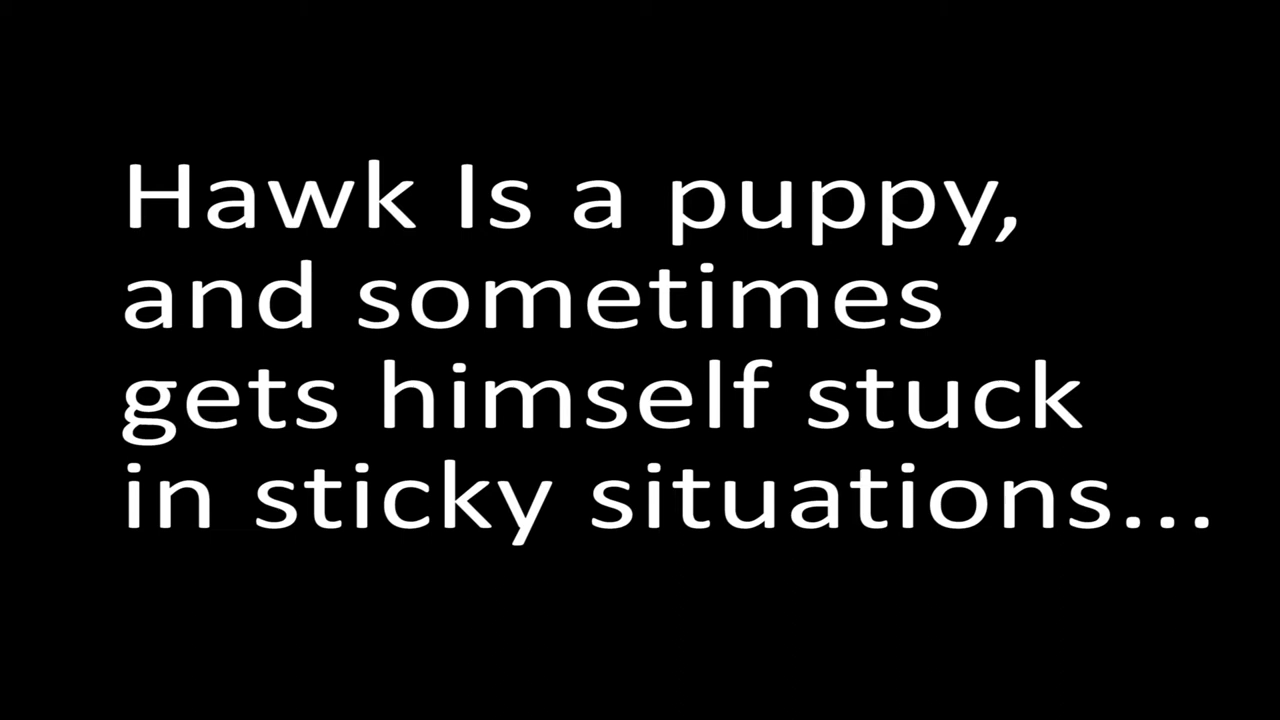 Hawk Is a puppy,
and sometimes
gets himself stuck
in sticky situations...